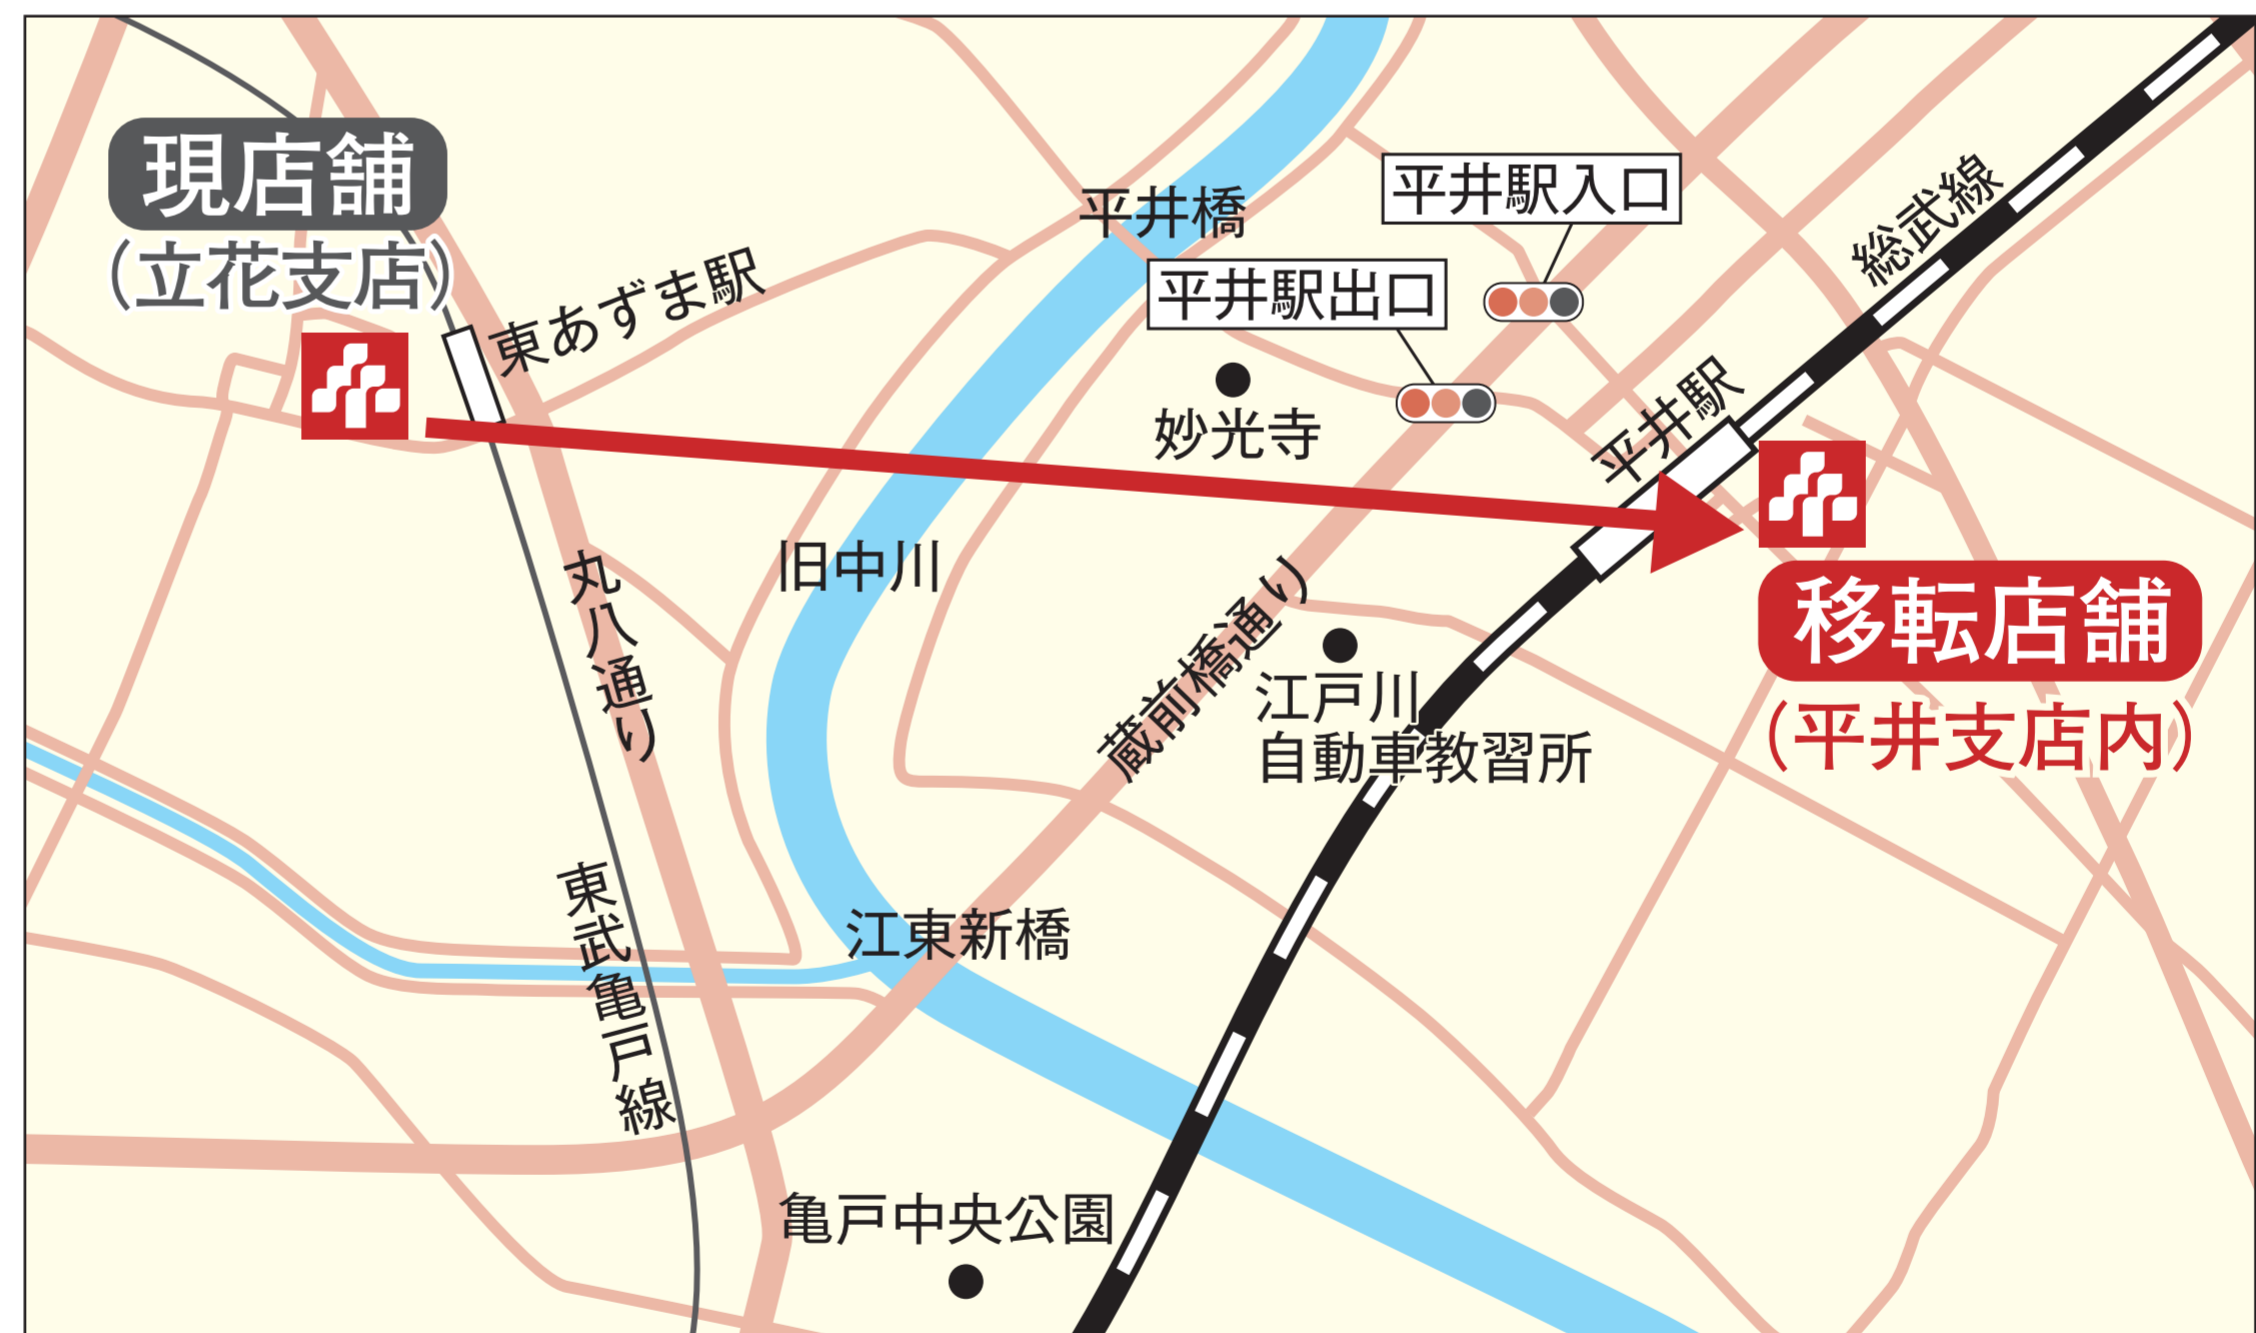 現店舗
（立花支店）
東あずま駅
平井橋
平井駅入口
平井駅出口
総武線
妙光寺
平井駅
移転店舗
（平井支店内）
旧中川
丸八通り
蔵前橋通り
江戸川
自動車教習所
東武亀戸線
江東新橋
亀戸中央公園